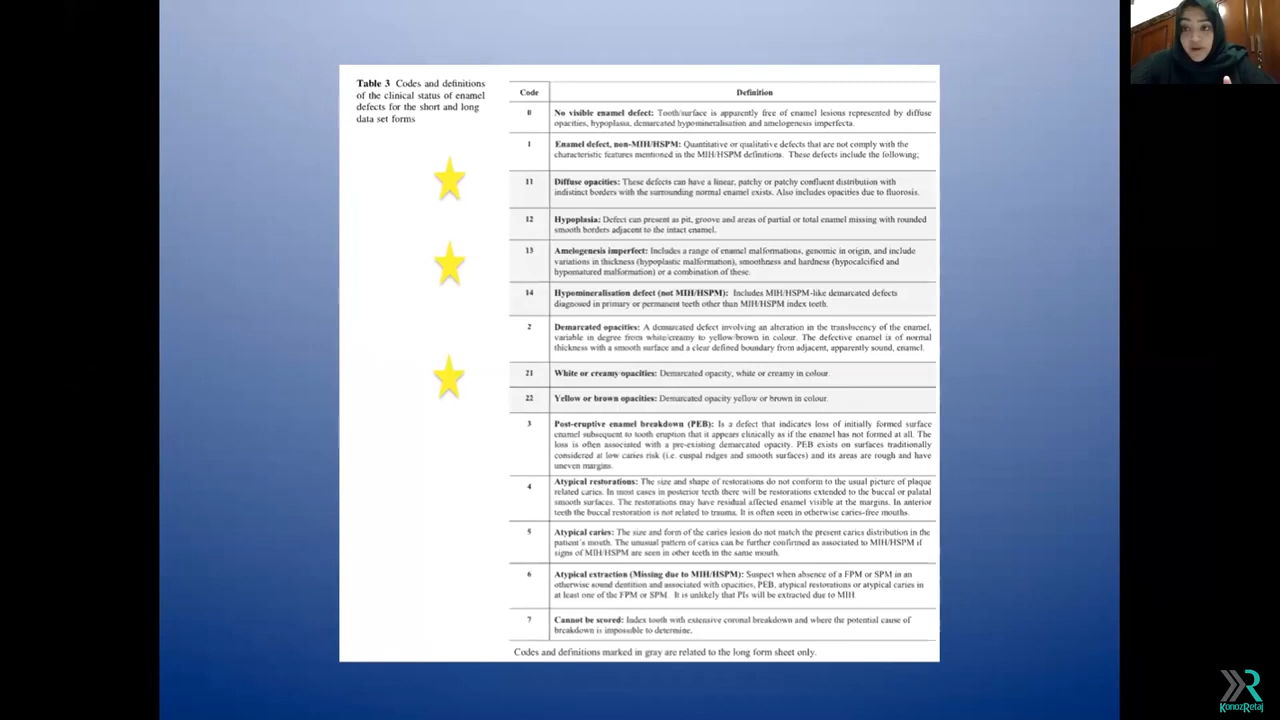 Table 3 Codes and definitions
of the clinical status of enamel
defects for the short and long
data set forms
Code Definition
0 No visible enamel defect: Tooth/surface is apparently free of enamel lesions represented by diffuse
opacities, hypoplasia, demarcated hypomineralisation and amelogenesis imperfecta.
1 Enamel defect, non-MIH/HSPM: Quantitative or qualitative defects that are not comply with the
characteristic features mentioned in the MIH/HSPM definitions. These defects include the following;
11 Diffuse opacities: These defects can have a linear, patchy or patchy confluent distribution with
indistinct borders with the surrounding normal enamel exists. Also includes opacities due to fluorosis.
12 Hypoplasia: Defect can present as pit, groove and areas of partial or total enamel missing with rounded
smooth borders adjacent to the intact enamel.
13 Amelogenesis imperfect: Includes a range of enamel malformations, genomic in origin, and include
variations in thickness (hypoplastic malformation), smoothness and hardness (hypocalcified and
hypomatured malformation) or a combination of these.
14 Hypomineralisation defect (not MIH/HSPM): Includes MIH/HSPM-like demarcated defects
diagnosed in primary or permanent teeth other than MIH/HSPM index teeth.
2 Demarcated opacities: A demarcated defect involving an alteration in the translucency of the enamel,
variable in degree from white/creamy to yellow/brown in colour. The defective enamel is of normal
thickness with a smooth surface and a clear defined boundary from adjacent, apparently sound, enamel.
21 White or creamy opacities: Demarcated opacity, white or creamy in colour.
22 Yellow or brown opacities: Demarcated opacity yellow or brown in colour.
3 Post-eruptive enamel breakdown (PEB): Is a defect that indicates loss of initially formed surface
enamel subsequent to tooth eruption that it appears clinically as if the enamel has not formed at all. The
loss is often associated with a pre-existing demarcated opacity. PEB exists on surfaces traditionally
considered at low caries risk (i.e. cuspal ridges and smooth surfaces) and its areas are rough and have
uneven margins.
4 Atypical restorations: The size and shape of restorations do not conform to the usual picture of plaque
related caries. In most cases in posterior teeth there will be restorations extended to the buccal or palatal
smooth surfaces. The restorations may have residual affected enamel visible at the margins. In anterior
teeth the buccal restoration is not related to trauma. It is often seen in otherwise caries-free mouths.
5 Atypical caries: The size and form of the caries lesion do not match the present caries distribution in the
patient's mouth. The unusual pattern of caries can be further confirmed as associated to MIH/HSPM if
signs of MIH/HSPM are seen in other teeth in the same mouth.
6 Atypical extraction (Missing due to MIH/HSPM): Suspect when absence of a FPM or SPM in an
otherwise sound dentition and associated with opacities, PEB, atypical restorations or atypical caries in
at least one of the FPM or SPM. It is unlikely that PIs will be extracted due to MIH.
7 Cannot be scored: Index tooth with extensive coronal breakdown and where the potential cause of
breakdown is impossible to determine.
Codes and definitions marked in gray are related to the long form sheet only.
KonozRetaj